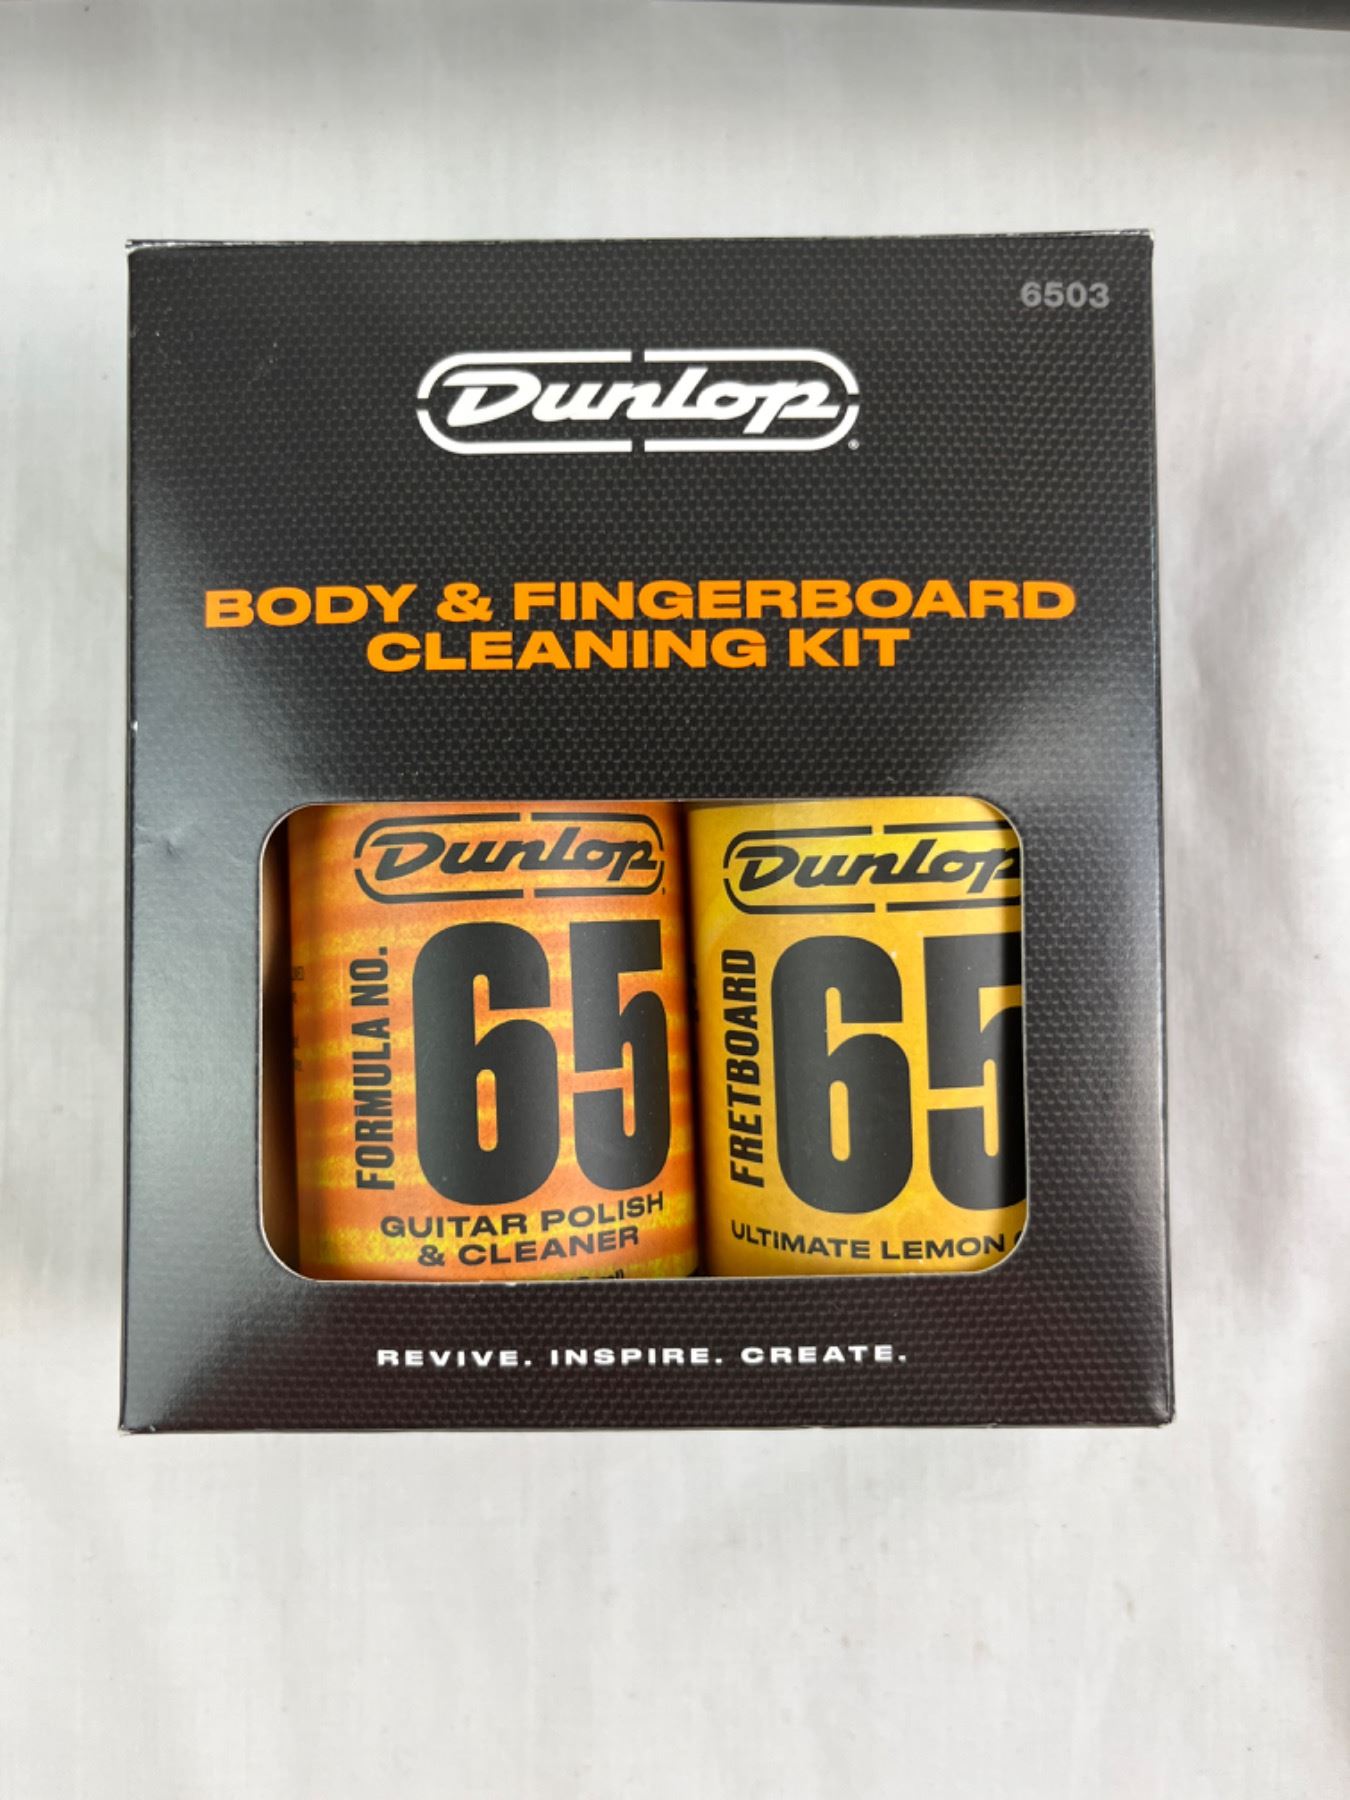 6503
Dunlop
BODY & FINGERBOARD
CLEANING KIT
Dunlop
FORMULA NO.
65
GUITAR POLISH
& CLEANER
Dunlop
FRETBOARD
65
ULTIMATE LEMON
REVIVE. INSPIRE. CREATE.